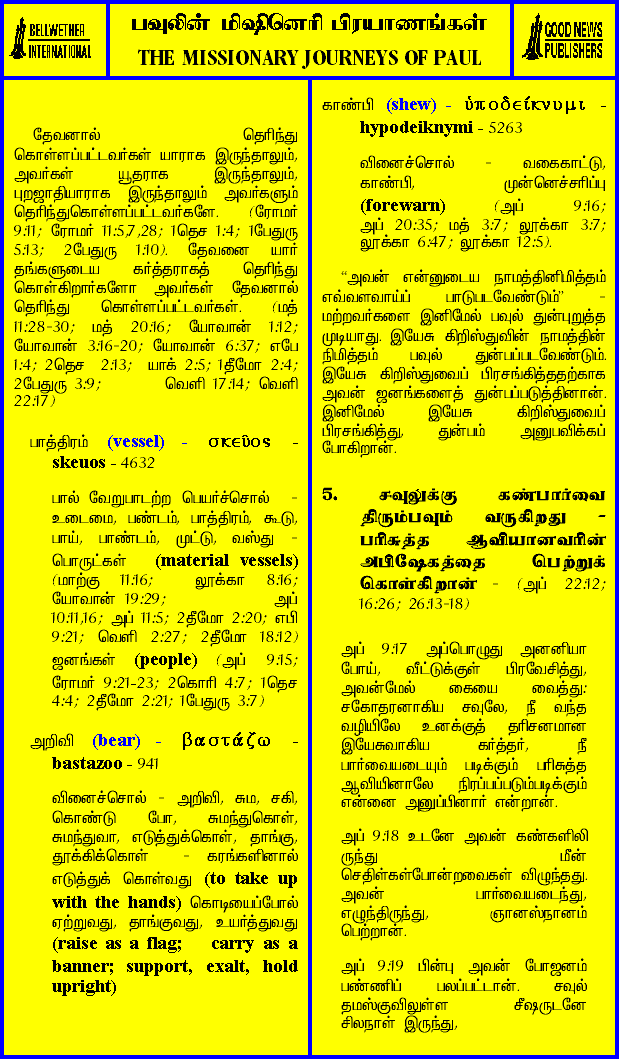 BELLWETHER
INTERNATIONAL
பவுலின் மிஷினெரி பிரயாணங்கள்
THE MISSIONARY JOURNEYS OF PAUL
GOOD NEWS
PUBLISHERS
தேவனால் தெரிந்து
கொள்ளப்பட்டவர்கள் யாராக இருந்தாலும்,
அவர்கள் யூதராக இருந்தாலும்,
புறஜாதியாராக இருந்தாலும் அவர்களும்
தெரிந்துகொள்ளப்பட்டவர்களே. (ரோமர்
9:11; ரோமர் 11:5,7,28; 1தெச 1:4; 1பேதுரு
5:13; 2பேதுரு 1:10). தேவனை யார்
தங்களுடைய கர்த்தராகத் தெரிந்து
கொள்கிறார்களோ அவர்கள் தேவனால்
தெரிந்து கொள்ளப்பட்டவர்கள். (மத்
11:28-30; மத் 20:16; யோவான் 1:12;
யோவான் 3:16-20; யோவான் 6:37; எபே
1:4; 2தெச 2:13; யாக் 2:5; 1தீமோ 2:4;
2பேதுரு 3:9; வெளி 17:14; வெளி
22:17)
பாத்திரம் (vessel) - σκεῦος -
skeuos - 4632
பால் வேறுபாடற்ற பெயர்ச்சொல் -
உடைமை, பண்டம், பாத்திரம், கூடு,
பாய், பாண்டம், முட்டு, வஸ்து -
பொருட்கள் (material vessels)
(மாற்கு 11:16; லூக்கா 8:16;
யோவான் 19:29; அப்
10:11,16; அப் 11:5; 2தீமோ 2:20; எபி
9:21; வெளி 2:27; 2தீமோ 18:12)
ஜனங்கள் (people) (அப் 9:15;
ரோமர் 9:21-23; 2கொரி 4:7; 1தெச
4:4; 2தீமோ 2:21; 1பேதுரு 3:7)
அறிவி (bear) - βαστάζω -
bastazoo - 941
வினைச்சொல் - அறிவி, சும, சகி,
கொண்டு போ, சுமந்துகொள்,
சுமந்துவா, எடுத்துக்கொள், தாங்கு,
தூக்கிக்கொள் - கரங்களினால்
எடுத்துக் கொள்வது (to take up
with the hands) கொடியைப்போல்
ஏற்றுவது, தாங்குவது, உயர்த்துவது
(raise as a flag; carry as a
banner; support, exalt, hold
upright)
காண்பி (shew) - ὑποδείκνυμι -
hypodeiknymi - 5263
வினைச்சொல் - வகைகாட்டு,
காண்பி, முன்னெச்சரிப்பு
(forewarn) (அப் 9:16;
அப் 20:35; மத் 3:7; லூக்கா 3:7;
லூக்கா 6:47; லூக்கா 12:5).
“அவன் என்னுடைய நாமத்தினிமித்தம்
எவ்வளவாய்ப் பாடுபடவேண்டும்” -
மற்றவர்களை இனிமேல் பவுல் துன்புறுத்த
முடியாது. இயேசு கிறிஸ்துவின் நாமத்தின்
நிமித்தம் பவுல் துன்பப்படவேண்டும்.
இயேசு கிறிஸ்துவைப் பிரசங்கித்ததற்காக
அவன் ஜனங்களைத் துன்பப்படுத்தினான்.
இனிமேல் இயேசு கிறிஸ்துவைப்
பிரசங்கித்து, துன்பம் அனுபவிக்கப்
போகிறான்.
5. சவுலுக்கு கண்பார்வை
திரும்பவும் வருகிறது -
பரிசுத்த ஆவியானவரின்
அபிஷேகத்தை பெற்றுக்
கொள்கிறான் - (அப் 22:12;
16:26; 26:13-18)
அப் 9:17 அப்பொழுது அனனியா
போய், வீட்டுக்குள் பிரவேசித்து,
அவன்மேல் கையை வைத்து:
சகோதரனாகிய சவுலே, நீ வந்த
வழியிலே உனக்குத் தரிசனமான
இயேசுவாகிய கர்த்தர், நீ
பார்வையடையும் படிக்கும் பரிசுத்த
ஆவியினாலே நிரப்பப்படும்படிக்கும்
என்னை அனுப்பினார் என்றான்.
அப் 9:18 உடனே அவன் கண்களிலி
ருந்து மீன்
செதிள்கள்போன்றவைகள் விழுந்தது.
அவன் பார்வையடைந்து,
எழுந்திருந்து, ஞானஸ்நானம்
பெற்றான்.
அப் 9:19 பின்பு அவன் போஜனம்
பண்ணிப் பலப்பட்டான். சவுல்
தமஸ்குவிலுள்ள சீஷருடனே
சிலநாள் இருந்து,